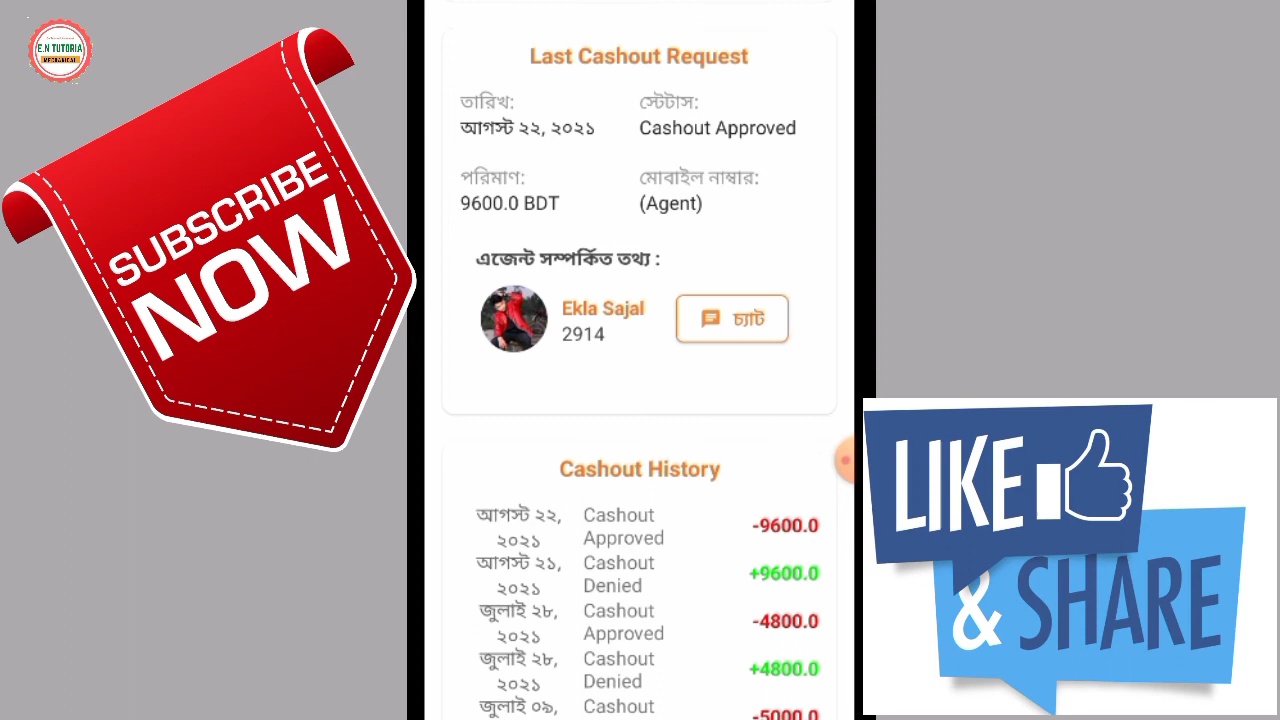 E.N TUTORIA
MECHANICAL
SUBSCRIBE
NOW
Last Cashout Request
তারিখ:
স্টেটাস:
আগস্ট ২২, ২০২১
Cashout Approved
পরিমাণ:
মোবাইল নাম্বার:
9600.0 BDT
(Agent)
এজেন্ট সম্পর্কিত তথ্য :
Ekla Sajal
2914
চ্যাট
Cashout History
আগস্ট ২২,
২০২১
Cashout
Approved
-9600.0
আগস্ট ২১,
২০২১
Cashout
Denied
+9600.0
জুলাই ২৮,
২০২১
Cashout
Approved
-4800.0
জুলাই ২৮,
২০২১
Cashout
Denied
+4800.0
জুলাই ০৯,
Cashout
-5000.0
LIKE
& SHARE